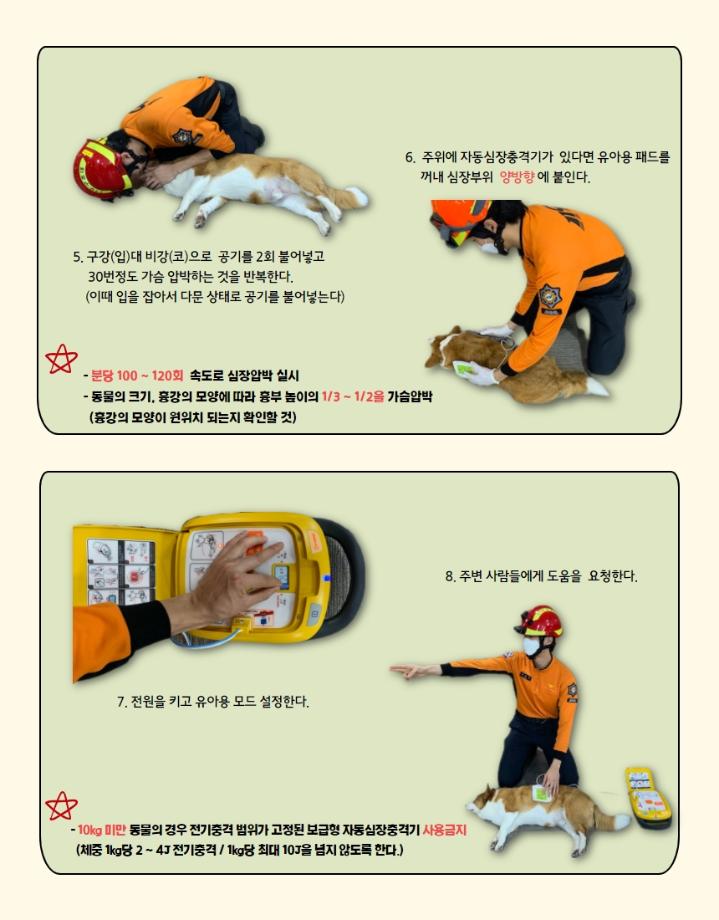 5. 구강(입)대 비강(코)으로 공기를 2회 불어넣고
30번정도 가슴 압박하는 것을 반복한다.
(이때 입을 잡아서 다문 상태로 공기를 불어넣는다)
6. 주위에 자동심장충격기가 있다면 유아용 패드를
꺼내 심장부위 양방향에 붙인다.
- 분당 100 ~ 120회 속도로 심장압박 실시
- 동물의 크기, 흉강의 모양에 따라 흉부 높이의 1/3 ~ 1/2을 가슴압박
(흉강의 모양이 원위치 되는지 확인할 것)
7. 전원을 키고 유아용 모드 설정한다.
8. 주변 사람들에게 도움을 요청한다.
- 10kg 미만 동물의 경우 전기충격 범위가 고정된 보급형 자동심장충격기 사용금지
(체중 1kg당 2 ~ 4J 전기충격 / 1kg당 최대 10J을 넘지 않도록 한다.)